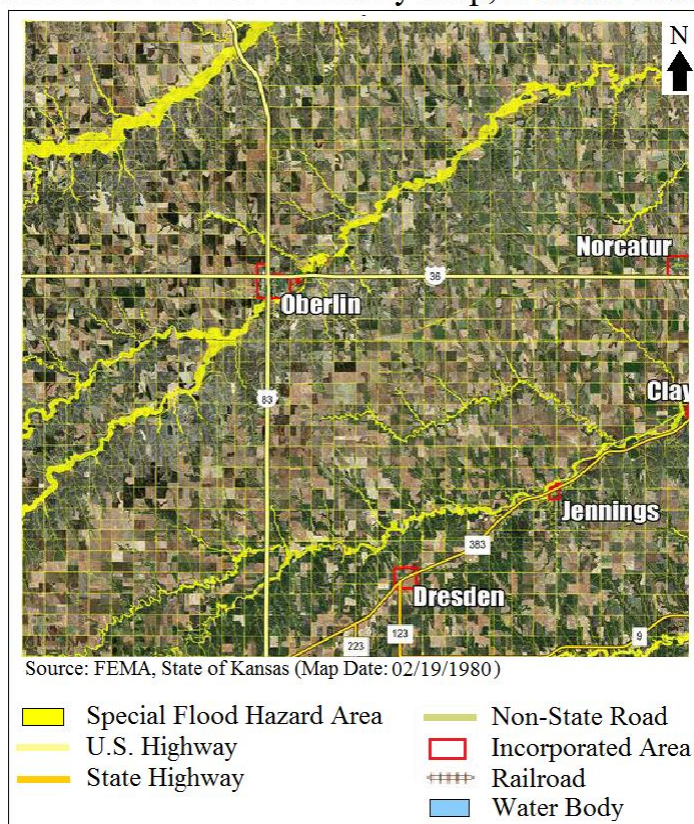 N
Norcatur
36
Oberlin
83
Clay
Jennings
383
Dresden
123
223
9
Source: FEMA, State of Kansas (Map Date: 02/19/1980)
Special Flood Hazard Area
U.S. Highway
State Highway
Non-State Road
Incorporated Area
Railroad
Water Body